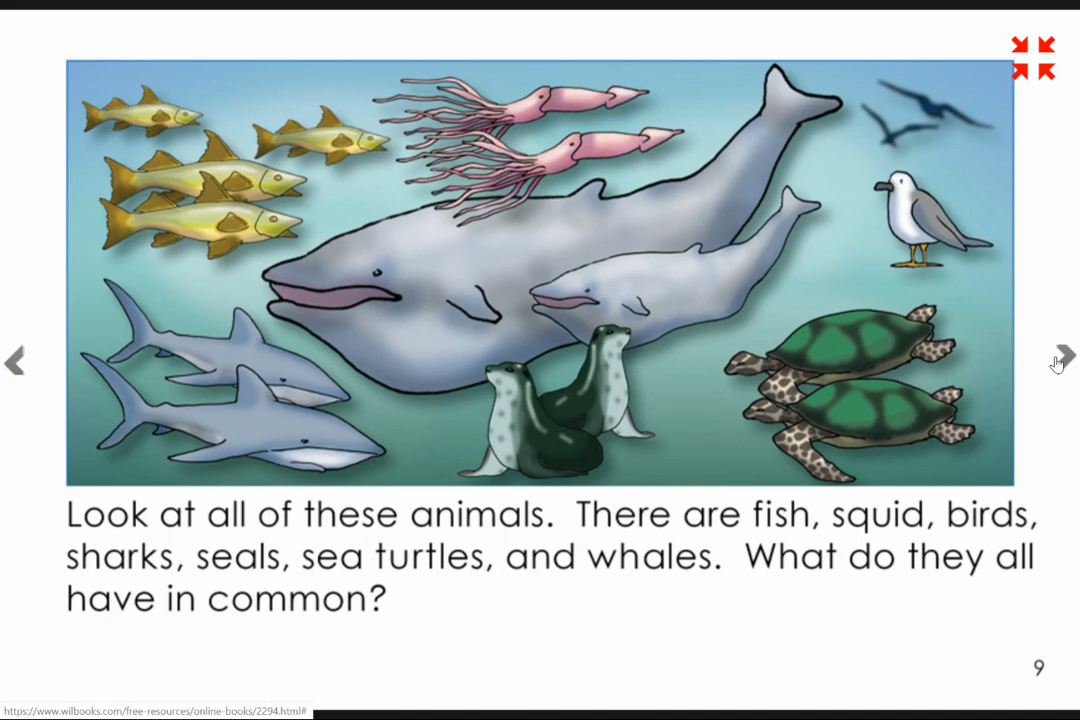 Look at all of these animals.  There are fish, squid, birds,
sharks, seals, sea turtles, and whales.  What do they all
have in common?
9
https://www.wilbooks.com/free-resources/online-books/2294.html#